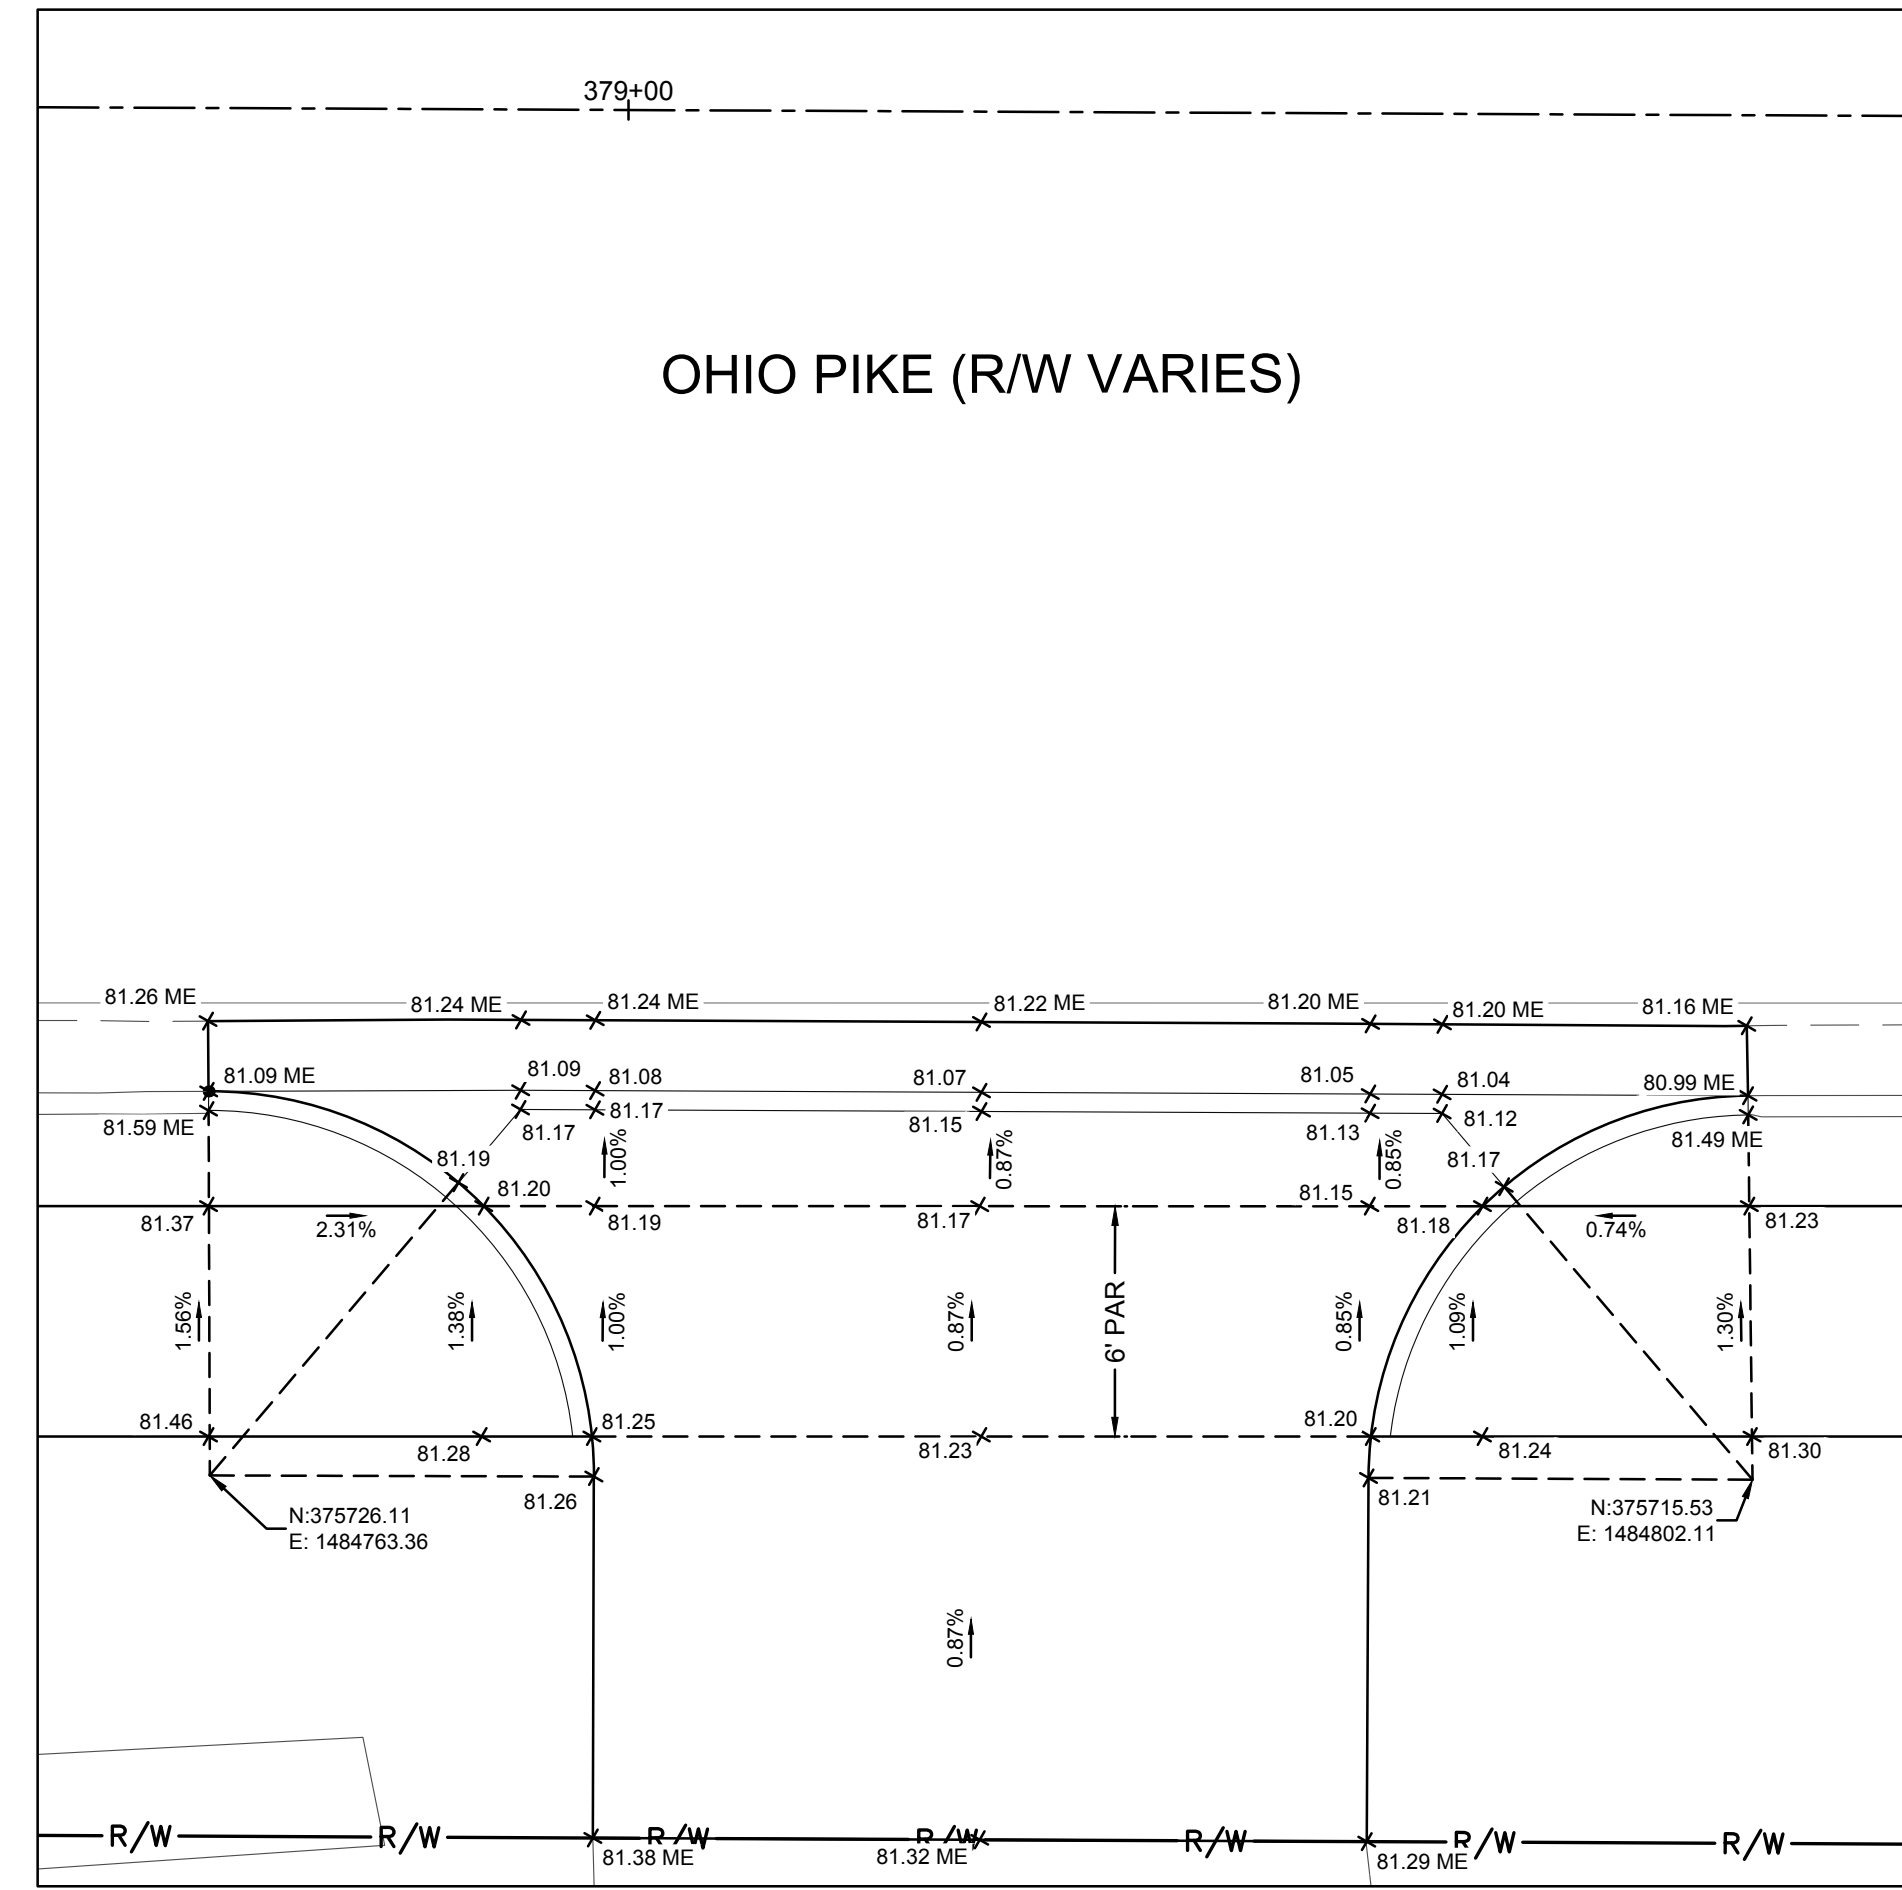 379+00
OHIO PIKE (R/W VARIES)
81.26 ME
81.24 ME
81.24 ME
81.22 ME
81.20 ME
81.20 ME
81.16 ME
81.09 ME
81.09
81.08
81.07
81.05
81.04
80.99 ME
81.59 ME
81.17
81.17
81.15
81.13
81.12
81.49 ME
1.00%
0.87%
0.85%
81.19
81.17
81.20
81.37
2.31%
81.19
81.17
81.15
81.18
0.74%
81.23
1.56%
1.38%
1.00%
0.87%
6' PAR
0.85%
1.09%
1.30%
81.46
81.28
81.25
81.23
81.20
81.24
81.30
81.26
81.21
N:375726.11
E: 1484763.36
N:375715.53
E: 1484802.11
0.87%
R/W
R/W
R/W
R/W
R/W
R/W
R/W
81.38 ME
81.32 ME
81.29 ME